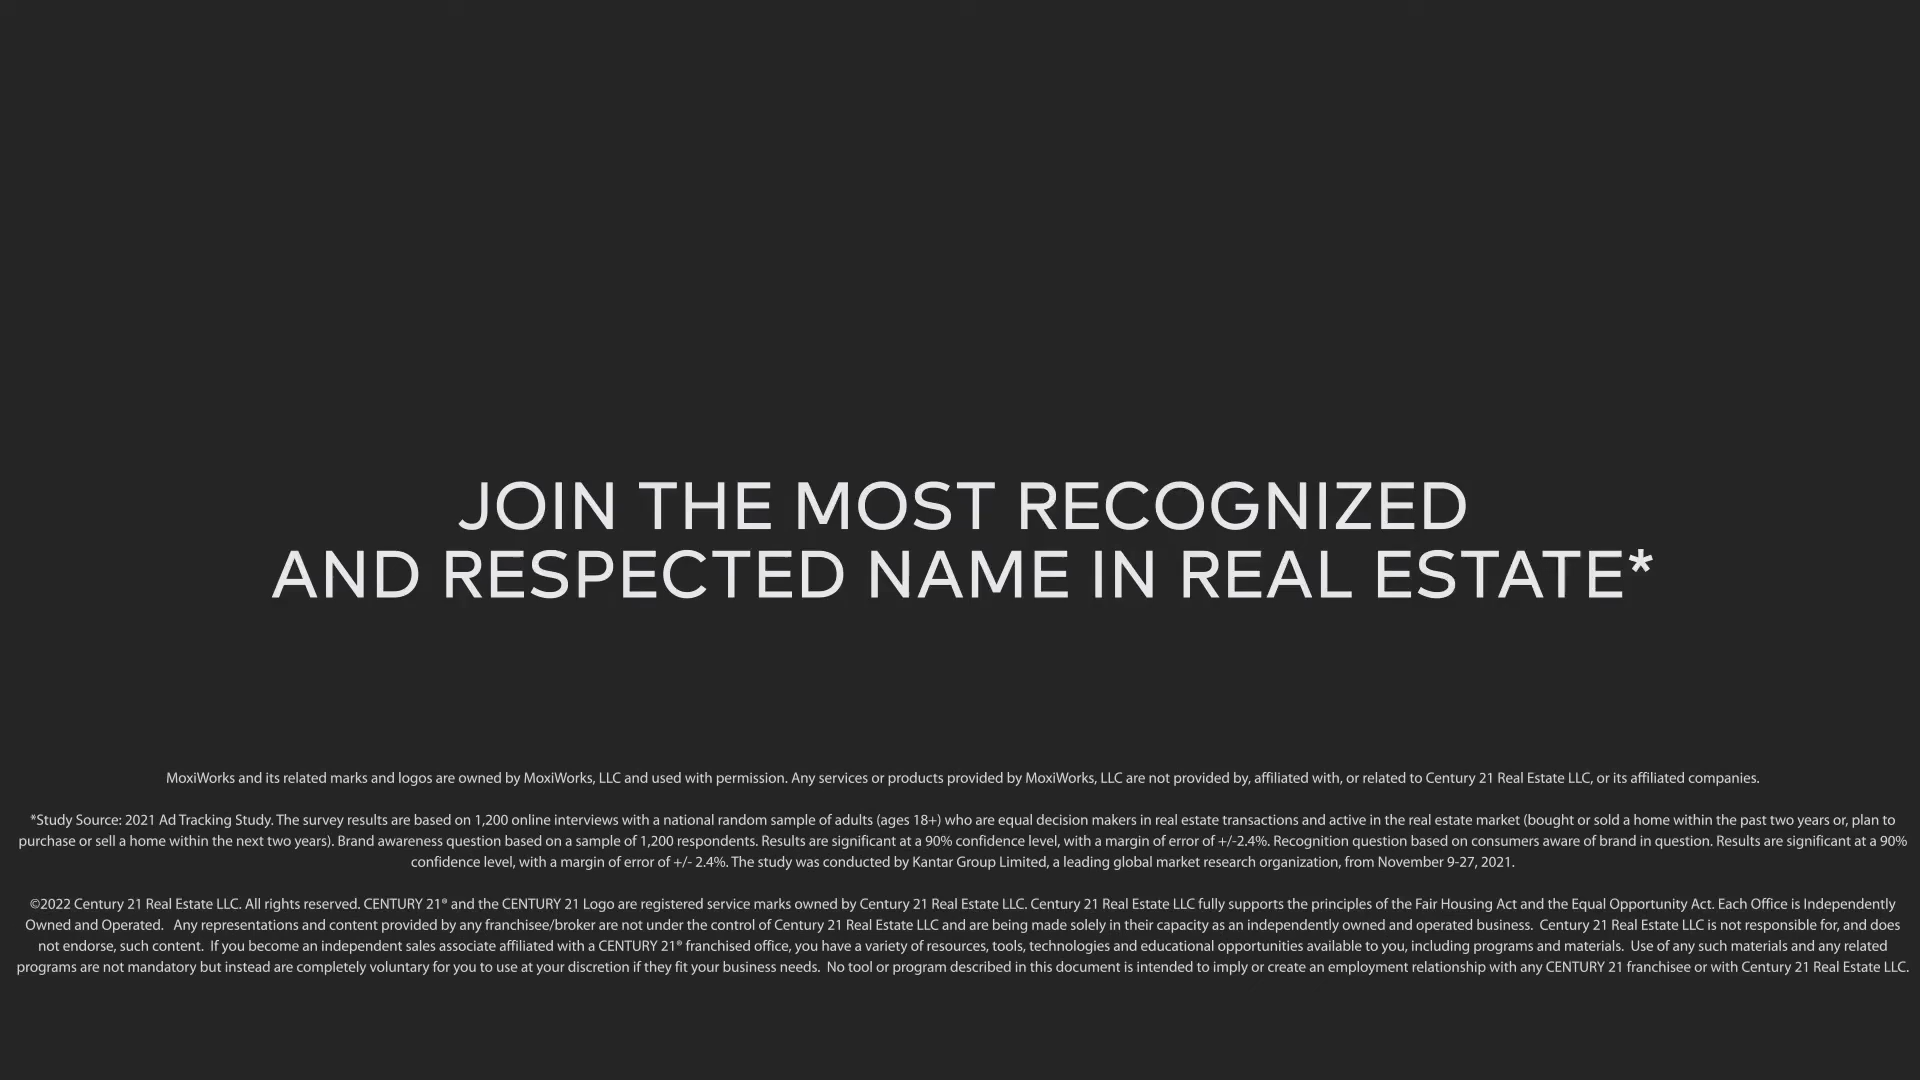 JOIN THE MOST RECOGNIZED
AND RESPECTED NAME IN REAL ESTATE*
MoxiWorks and its related marks and logos are owned by MoxiWorks, LLC and used with permission. Any services or products provided by MoxiWorks, LLC are not provided by, affiliated with, or related to Century 21 Real Estate LLC, or its affiliated companies.
*Study Source: 2021 Ad Tracking Study. The survey results are based on 1,200 online interviews with a national random sample of adults (ages 18+) who are equal decision makers in real estate transactions and active in the real estate market (bought or sold a home within the past two years or, plan to
purchase or sell a home within the next two years). Brand awareness question based on a sample of 1,200 respondents. Results are significant at a 90% confidence level, with a margin of error of +/-2.4%. Recognition question based on consumers aware of brand in question. Results are significant at a 90%
confidence level, with a margin of error of +/- 2.4%. The study was conducted by Kantar Group Limited, a leading global market research organization, from November 9-27, 2021.
©2022 Century 21 Real Estate LLC. All rights reserved. CENTURY 21® and the CENTURY 21 Logo are registered service marks owned by Century 21 Real Estate LLC. Century 21 Real Estate LLC fully supports the principles of the Fair Housing Act and the Equal Opportunity Act. Each Office is Independently
Owned and Operated. Any representations and content provided by any franchisee/broker are not under the control of Century 21 Real Estate LLC and are being made solely in their capacity as an independently owned and operated business. Century 21 Real Estate LLC is not responsible for, and does
not endorse, such content. If you become an independent sales associate affiliated with a CENTURY 21® franchised office, you have a variety of resources, tools, technologies and educational opportunities available to you, including programs and materials. Use of any such materials and any related
programs are not mandatory but instead are completely voluntary for you to use at your discretion if they fit your business needs. No tool or program described in this document is intended to imply or create an employment relationship with any CENTURY 21 franchisee or with Century 21 Real Estate LLC.